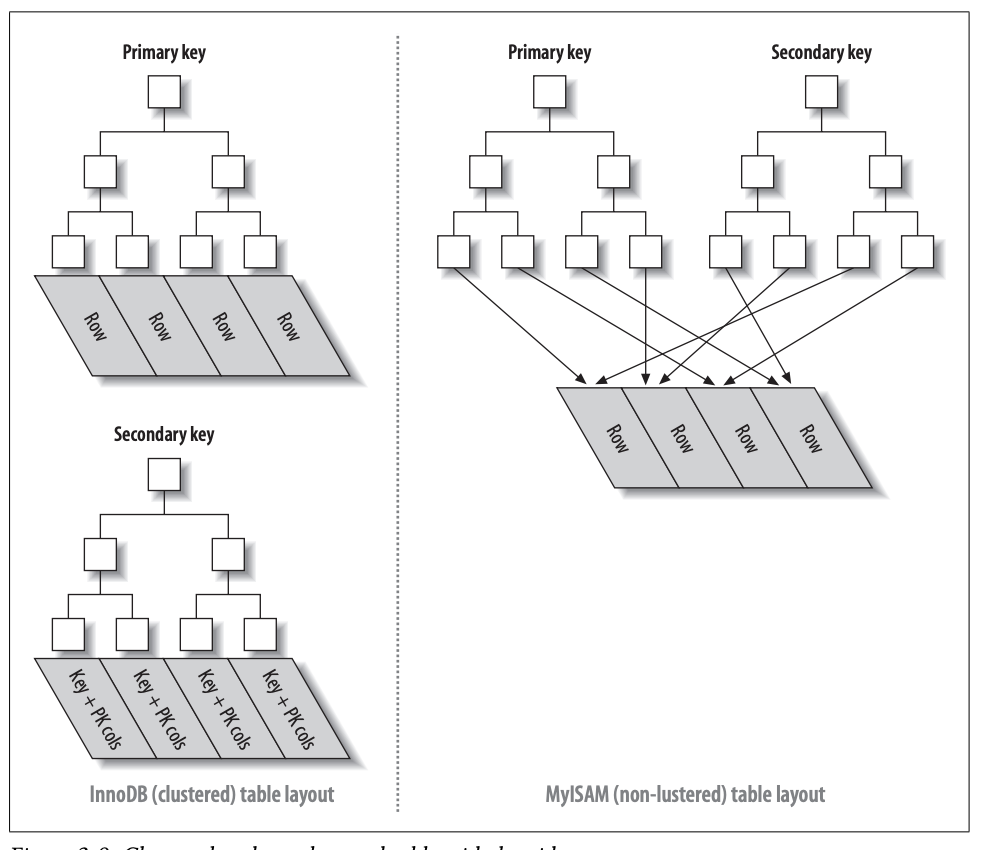 Primary key
Row
Row
Row
Row
Secondary key
Key + PK cols
Key + PK cols
Key + PK cols
Key + PK cols
InnoDB (clustered) table layout
Primary key
Secondary key
Row
Row
Row
Row
MyISAM (non-lustered) table layout